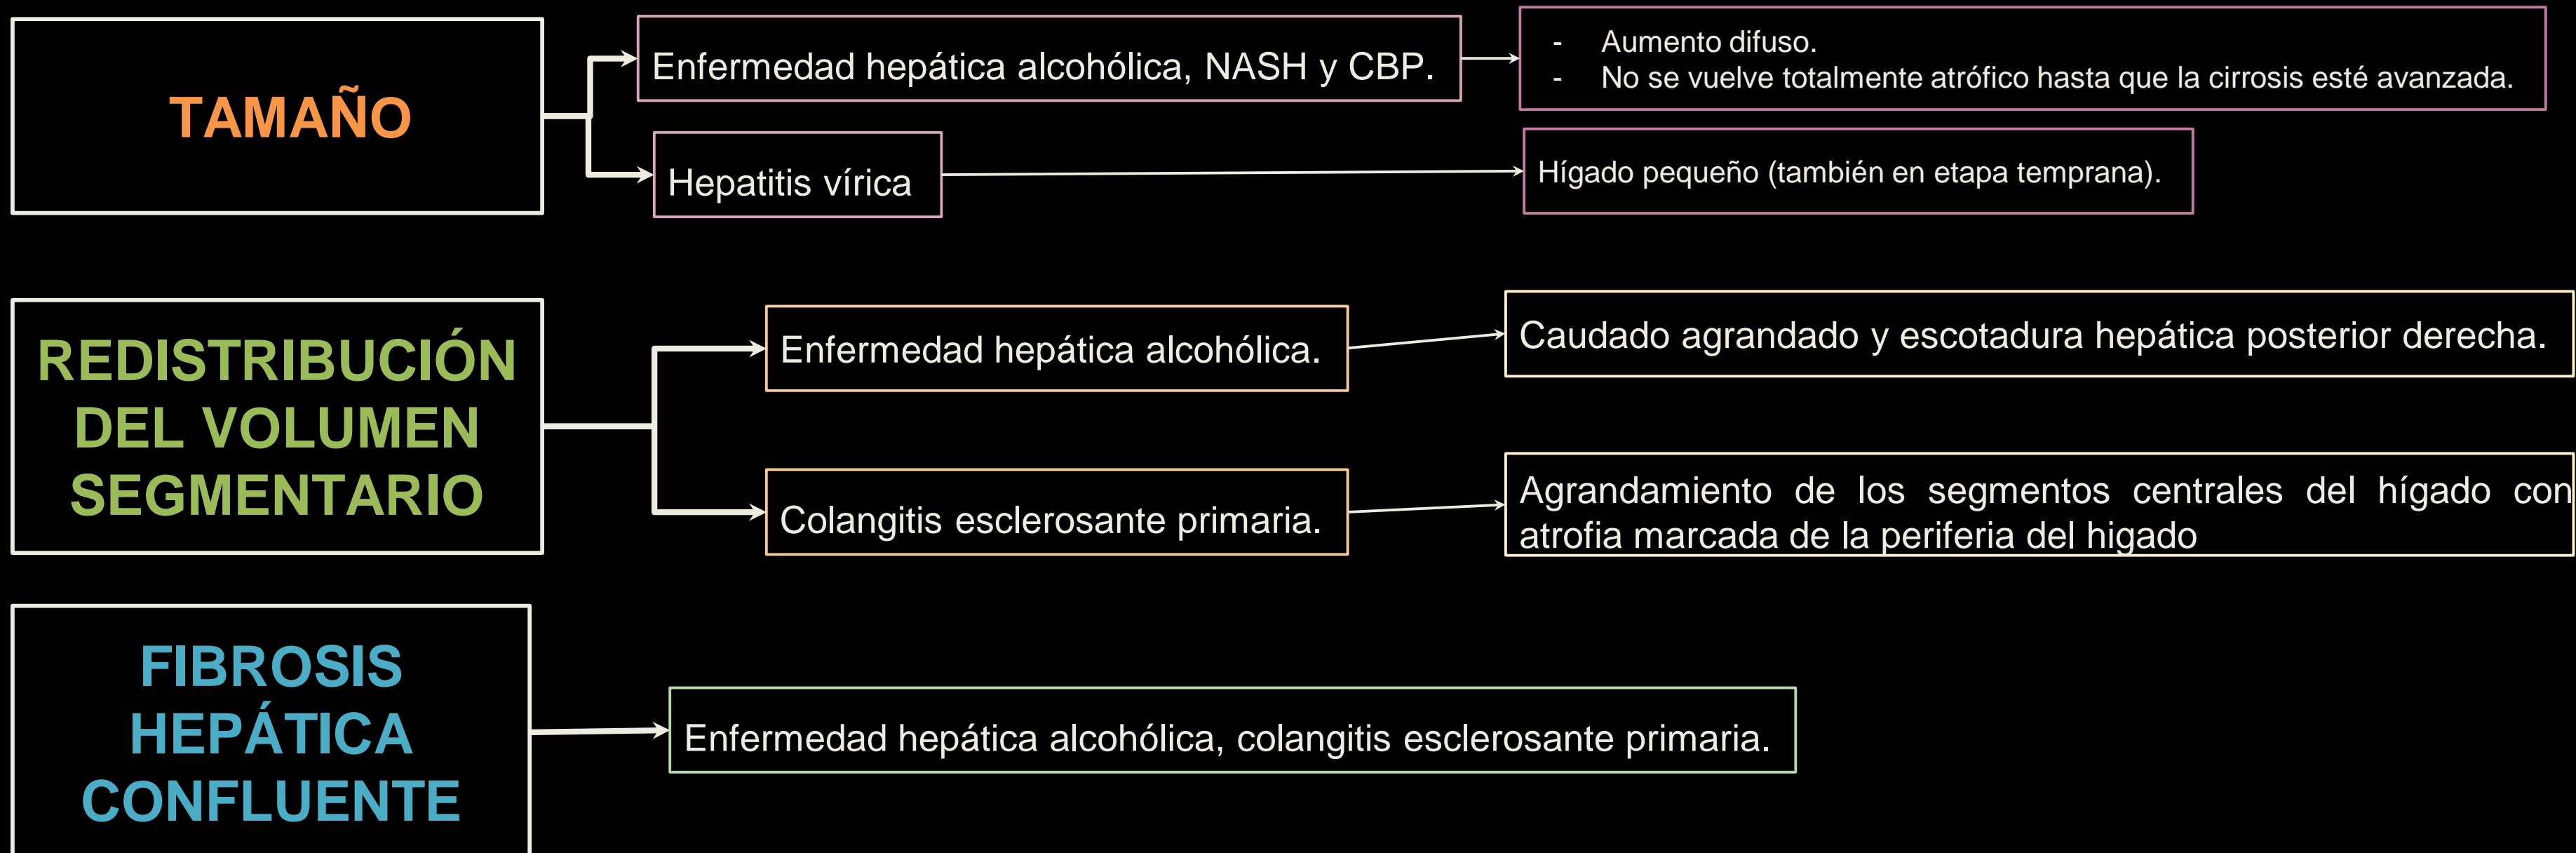 TAMAÑO
Enfermedad hepática alcohólica, NASH y CBP.
- Aumento difuso.
- No se vuelve totalmente atrófico hasta que la cirrosis esté avanzada.
Hepatitis vírica
Hígado pequeño (también en etapa temprana).
REDISTRIBUCIÓN
DEL VOLUMEN
SEGMENTARIO
Enfermedad hepática alcohólica.
Caudado agrandado y escotadura hepática posterior derecha.
Colangitis esclerosante primaria.
Agrandamiento de los segmentos centrales del hígado con
atrofia marcada de la periferia del higado
FIBROSIS
HEPÁTICA
CONFLUENTE
Enfermedad hepática alcohólica, colangitis esclerosante primaria.